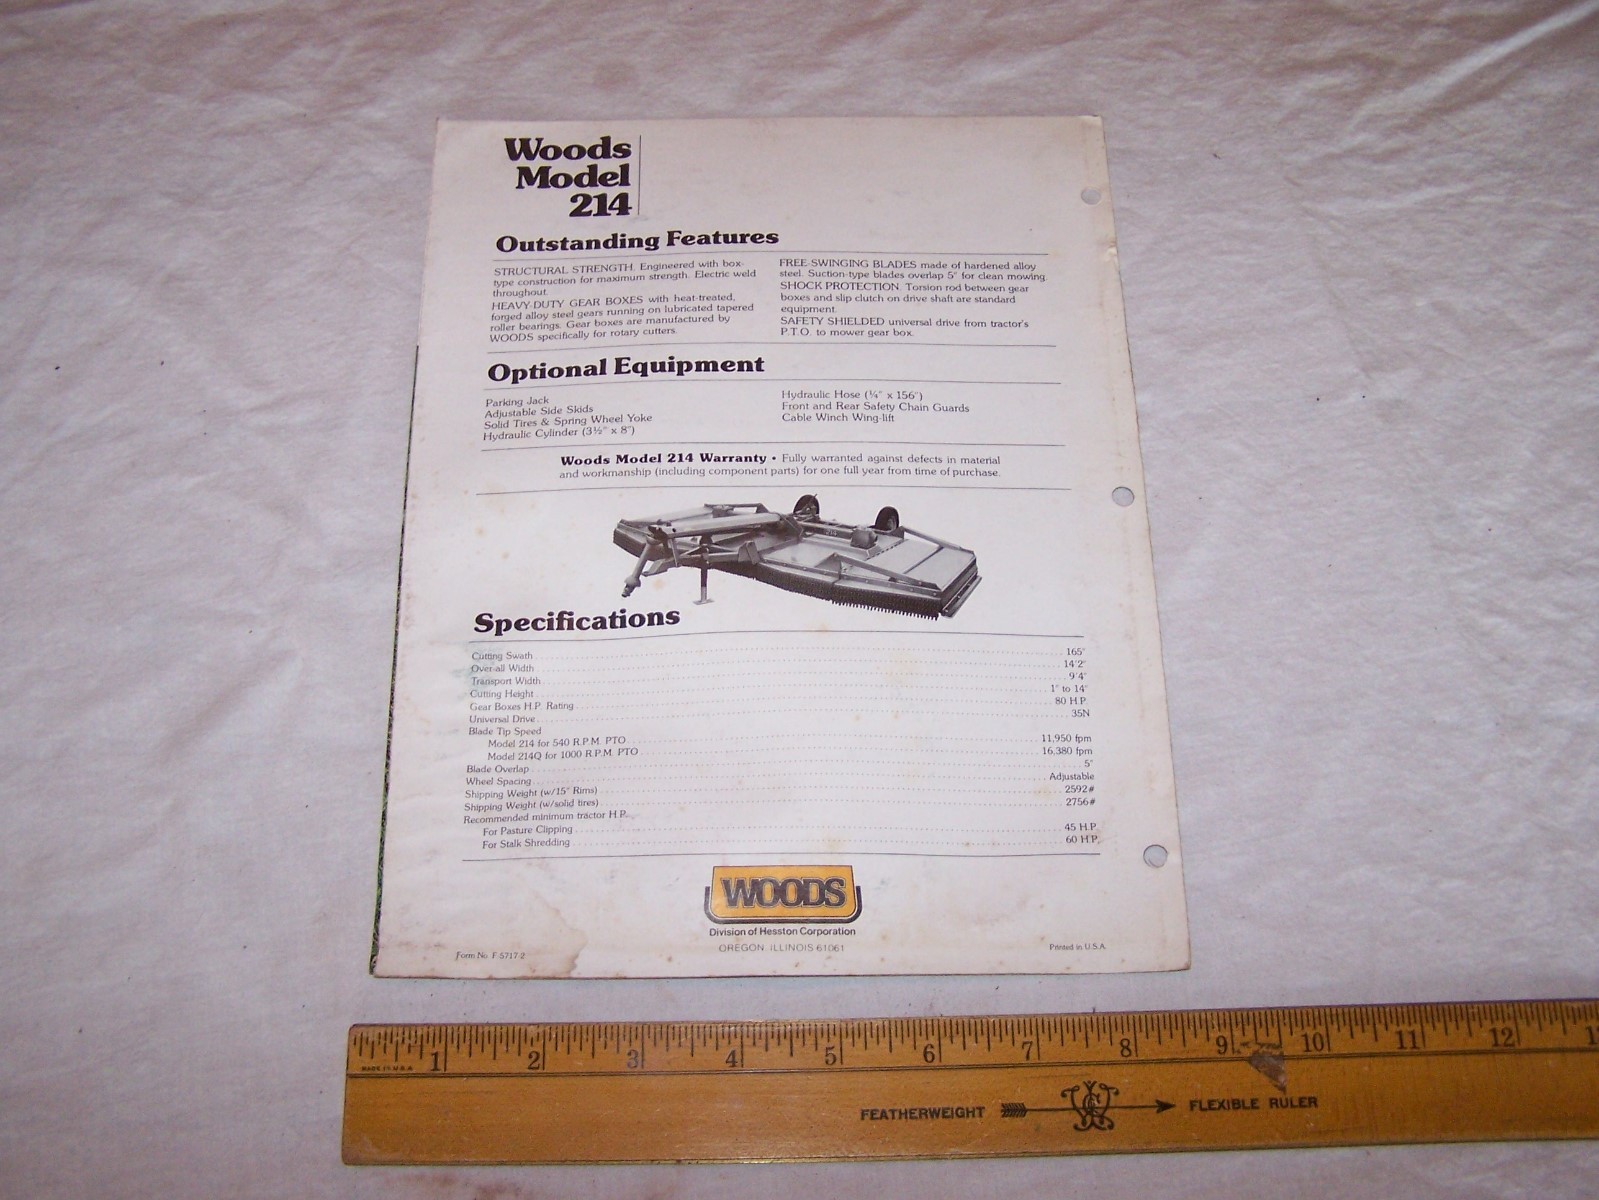 Woods
Model
214
Outstanding Features
STRUCTURAL STRENGTH. Engineered with box-
type construction for maximum strength. Electric weld
throughout.
HEAVY-DUTY GEAR BOXES with heat-treated,
forged alloy steel gears running on lubricated tapered
roller bearings. Gear boxes are manufactured by
WOODS specifically for rotary cutters.
FREE-SWINGING BLADES made of hardened alloy
steel. Suction-type blades overlap 5" for clean mowing.
SHOCK PROTECTION. Torsion rod between gear
boxes and slip clutch on drive shaft are standard
equipment.
SAFETY SHIELDED universal drive from tractor's
P.T.O. to mower gear box.
Optional Equipment
Parking Jack
Adjustable Side Skids
Solid Tires & Spring Wheel Yoke
Hydraulic Cylinder (3½" x 8")
Hydraulic Hose (¼" x 156")
Front and Rear Safety Chain Guards
Cable Winch Wing-lift
Woods Model 214 Warranty • Fully warranted against defects in material
and workmanship (including component parts) for one full year from time of purchase.
214
Specifications
Cutting Swath 165"
Over-all Width 14'2"
Transport Width 9'4"
Cutting Height 1" to 14"
Gear Boxes H.P. Rating 80 H.P.
Universal Drive 35N
Blade Tip Speed
Model 214 for 540 R.P.M. PTO 11,950 fpm
Model 214Q for 1000 R.P.M. PTO 16,380 fpm
Blade Overlap 5"
Wheel Spacing Adjustable
Shipping Weight (w/15" Rims) 2592#
Shipping Weight (w/solid tires) 2756#
Recommended minimum tractor H.P.
For Pasture Clipping 45 H.P.
For Stalk Shredding 60 H.P.
WOODS
Division of Hesston Corporation
OREGON, ILLINOIS 61061
Form No. F-5717-2
Printed in U.S.A.
1 2 3 4 5 6 7 8 9 10 11 12
MADE IN U.S.A.
FEATHERWEIGHT FLEXIBLE RULER